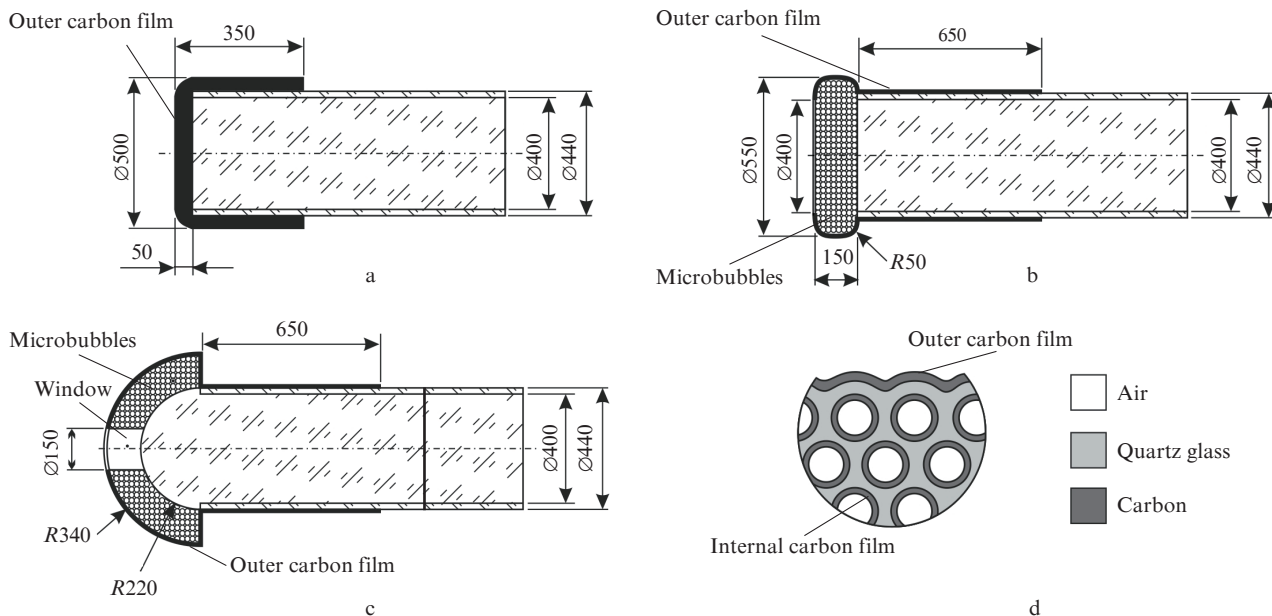 Outer carbon film
350
Ø500
Ø400
Ø440
50
a
Outer carbon film
650
Ø550
Ø400
Ø400
Ø440
Microbubbles
150
R50
b
Microbubbles
Window
650
Ø150
Ø400
Ø440
R340
R220
Outer carbon film
c
Outer carbon film
Air
Quartz glass
Carbon
Internal carbon film
d